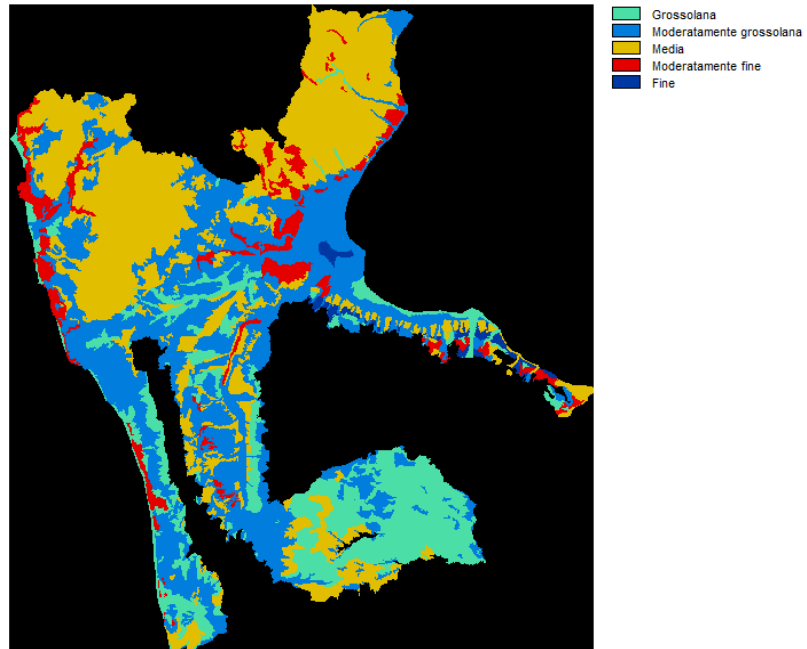 Grossolana
Moderatamente grossolana
Media
Moderatamente fine
Fine